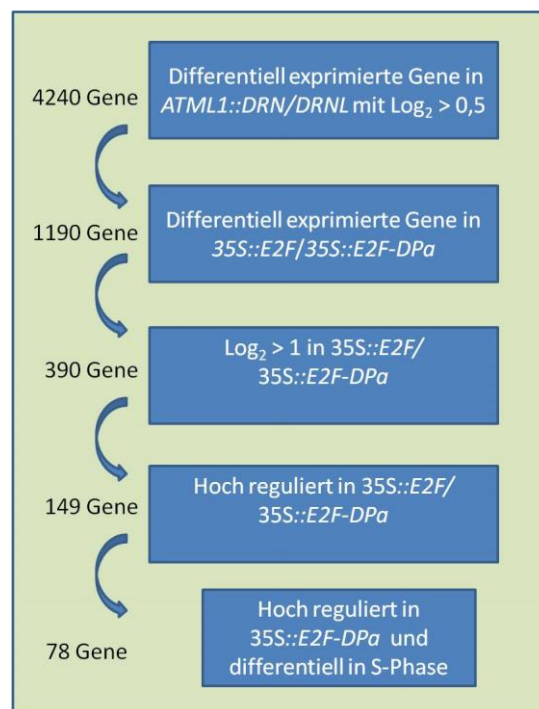 4240 Gene
Differentiell exprimierte Gene in
ATML1::DRN/DRNL mit Log₂ > 0,5
1190 Gene
Differentiell exprimierte Gene in
35S::E2F/35S::E2F-DPa
390 Gene
Log₂ > 1 in 35S::E2F/
35S::E2F-DPa
149 Gene
Hoch reguliert in 35S::E2F/
35S::E2F-DPa
78 Gene
Hoch reguliert in
35S::E2F-DPa und
differentiell in S-Phase